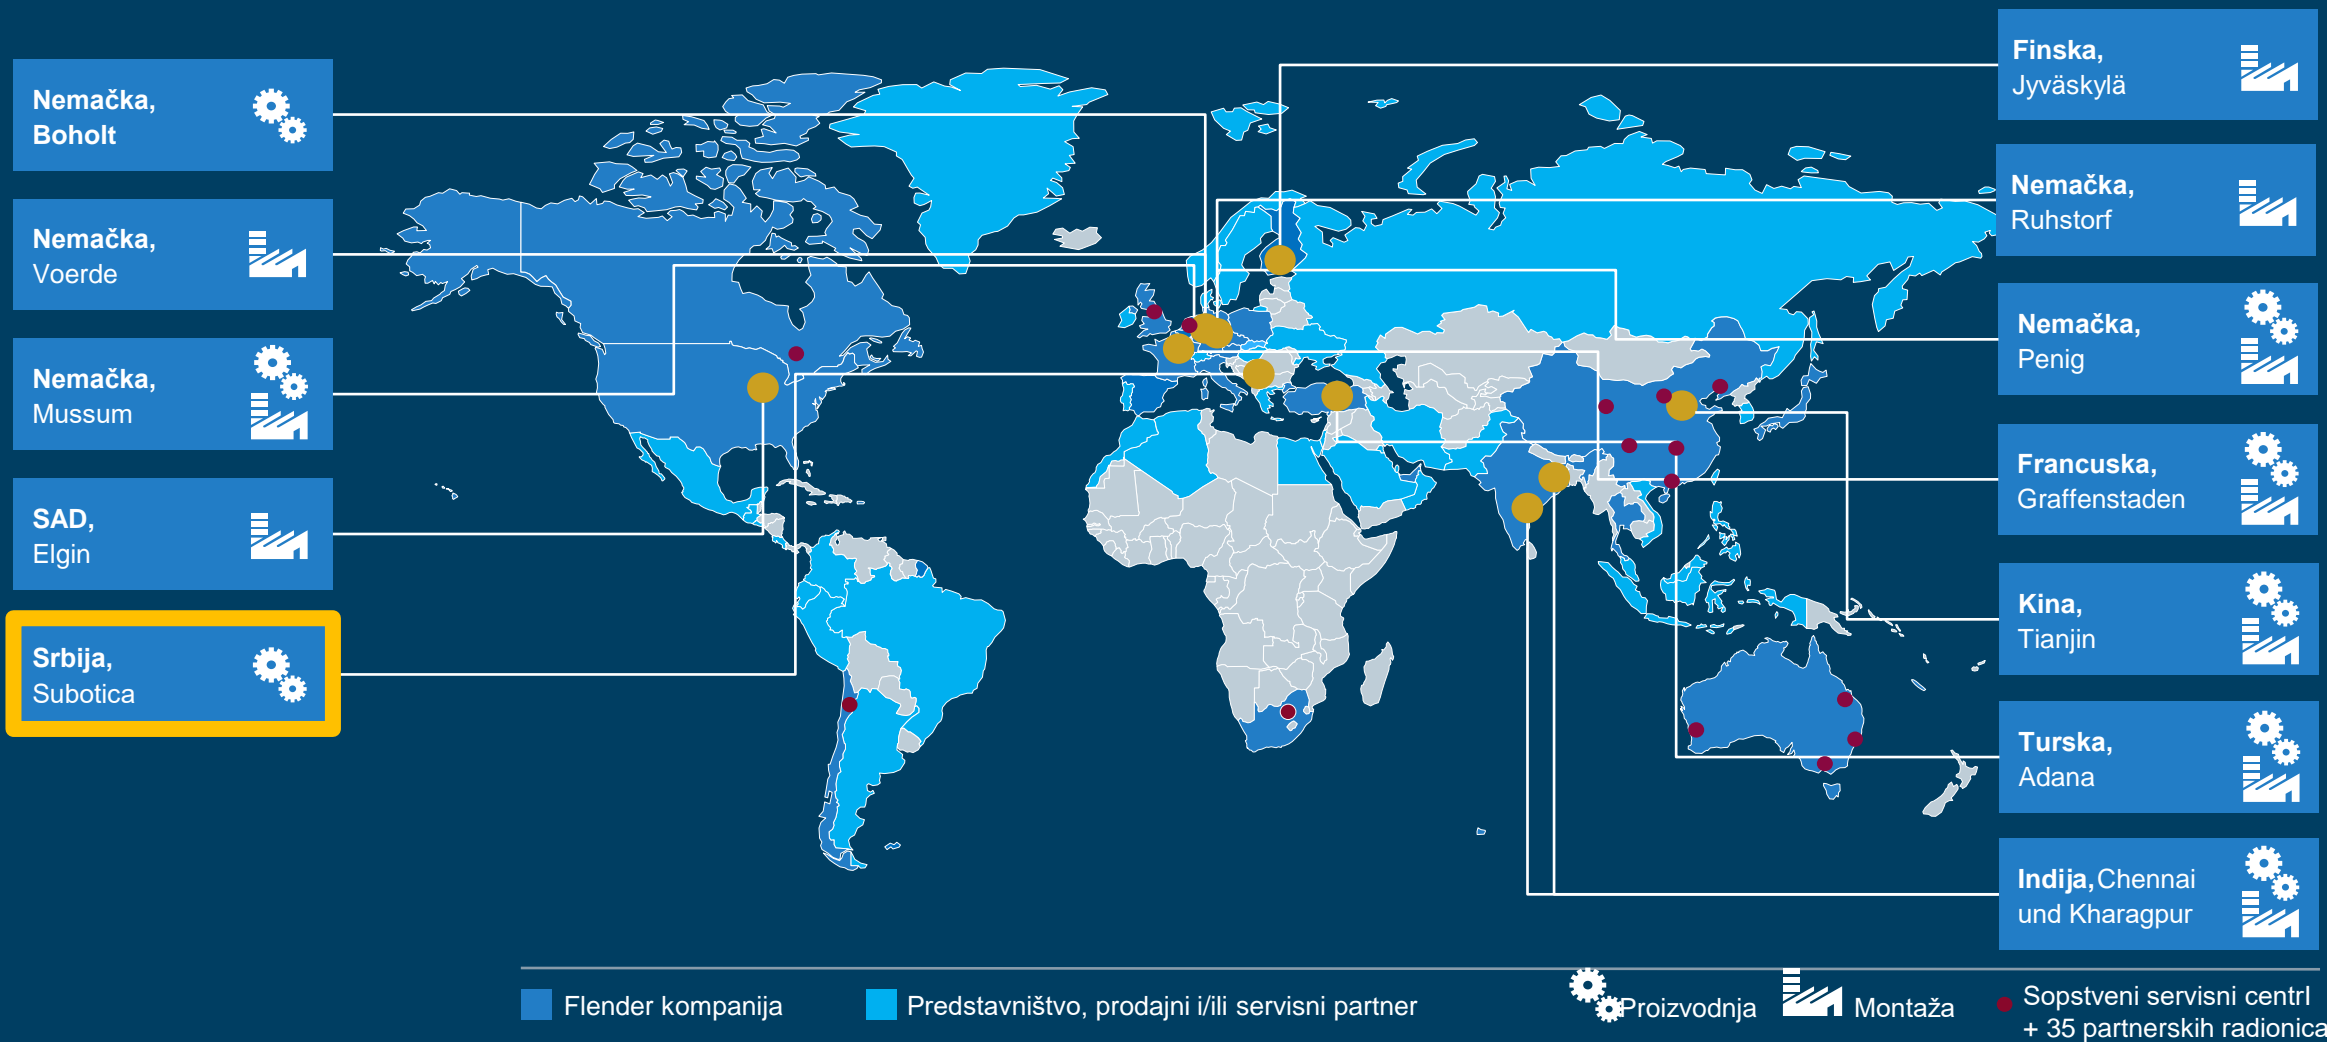 Nemačka,
Boholt
Nemačka,
Voerde
Nemačka,
Mussum
SAD,
Elgin
Srbija,
Subotica
Finska,
Jyväskylä
Nemačka,
Ruhstorf
Nemačka,
Penig
Francuska,
Graffenstaden
Kina,
Tianjin
Turska,
Adana
Indija, Chennai
und Kharagpur
Flender kompanija
Predstavništvo, prodajni i/ili servisni partner
Proizvodnja
Montaža
Sopstveni servisni centrI
+ 35 partnerskih radionica